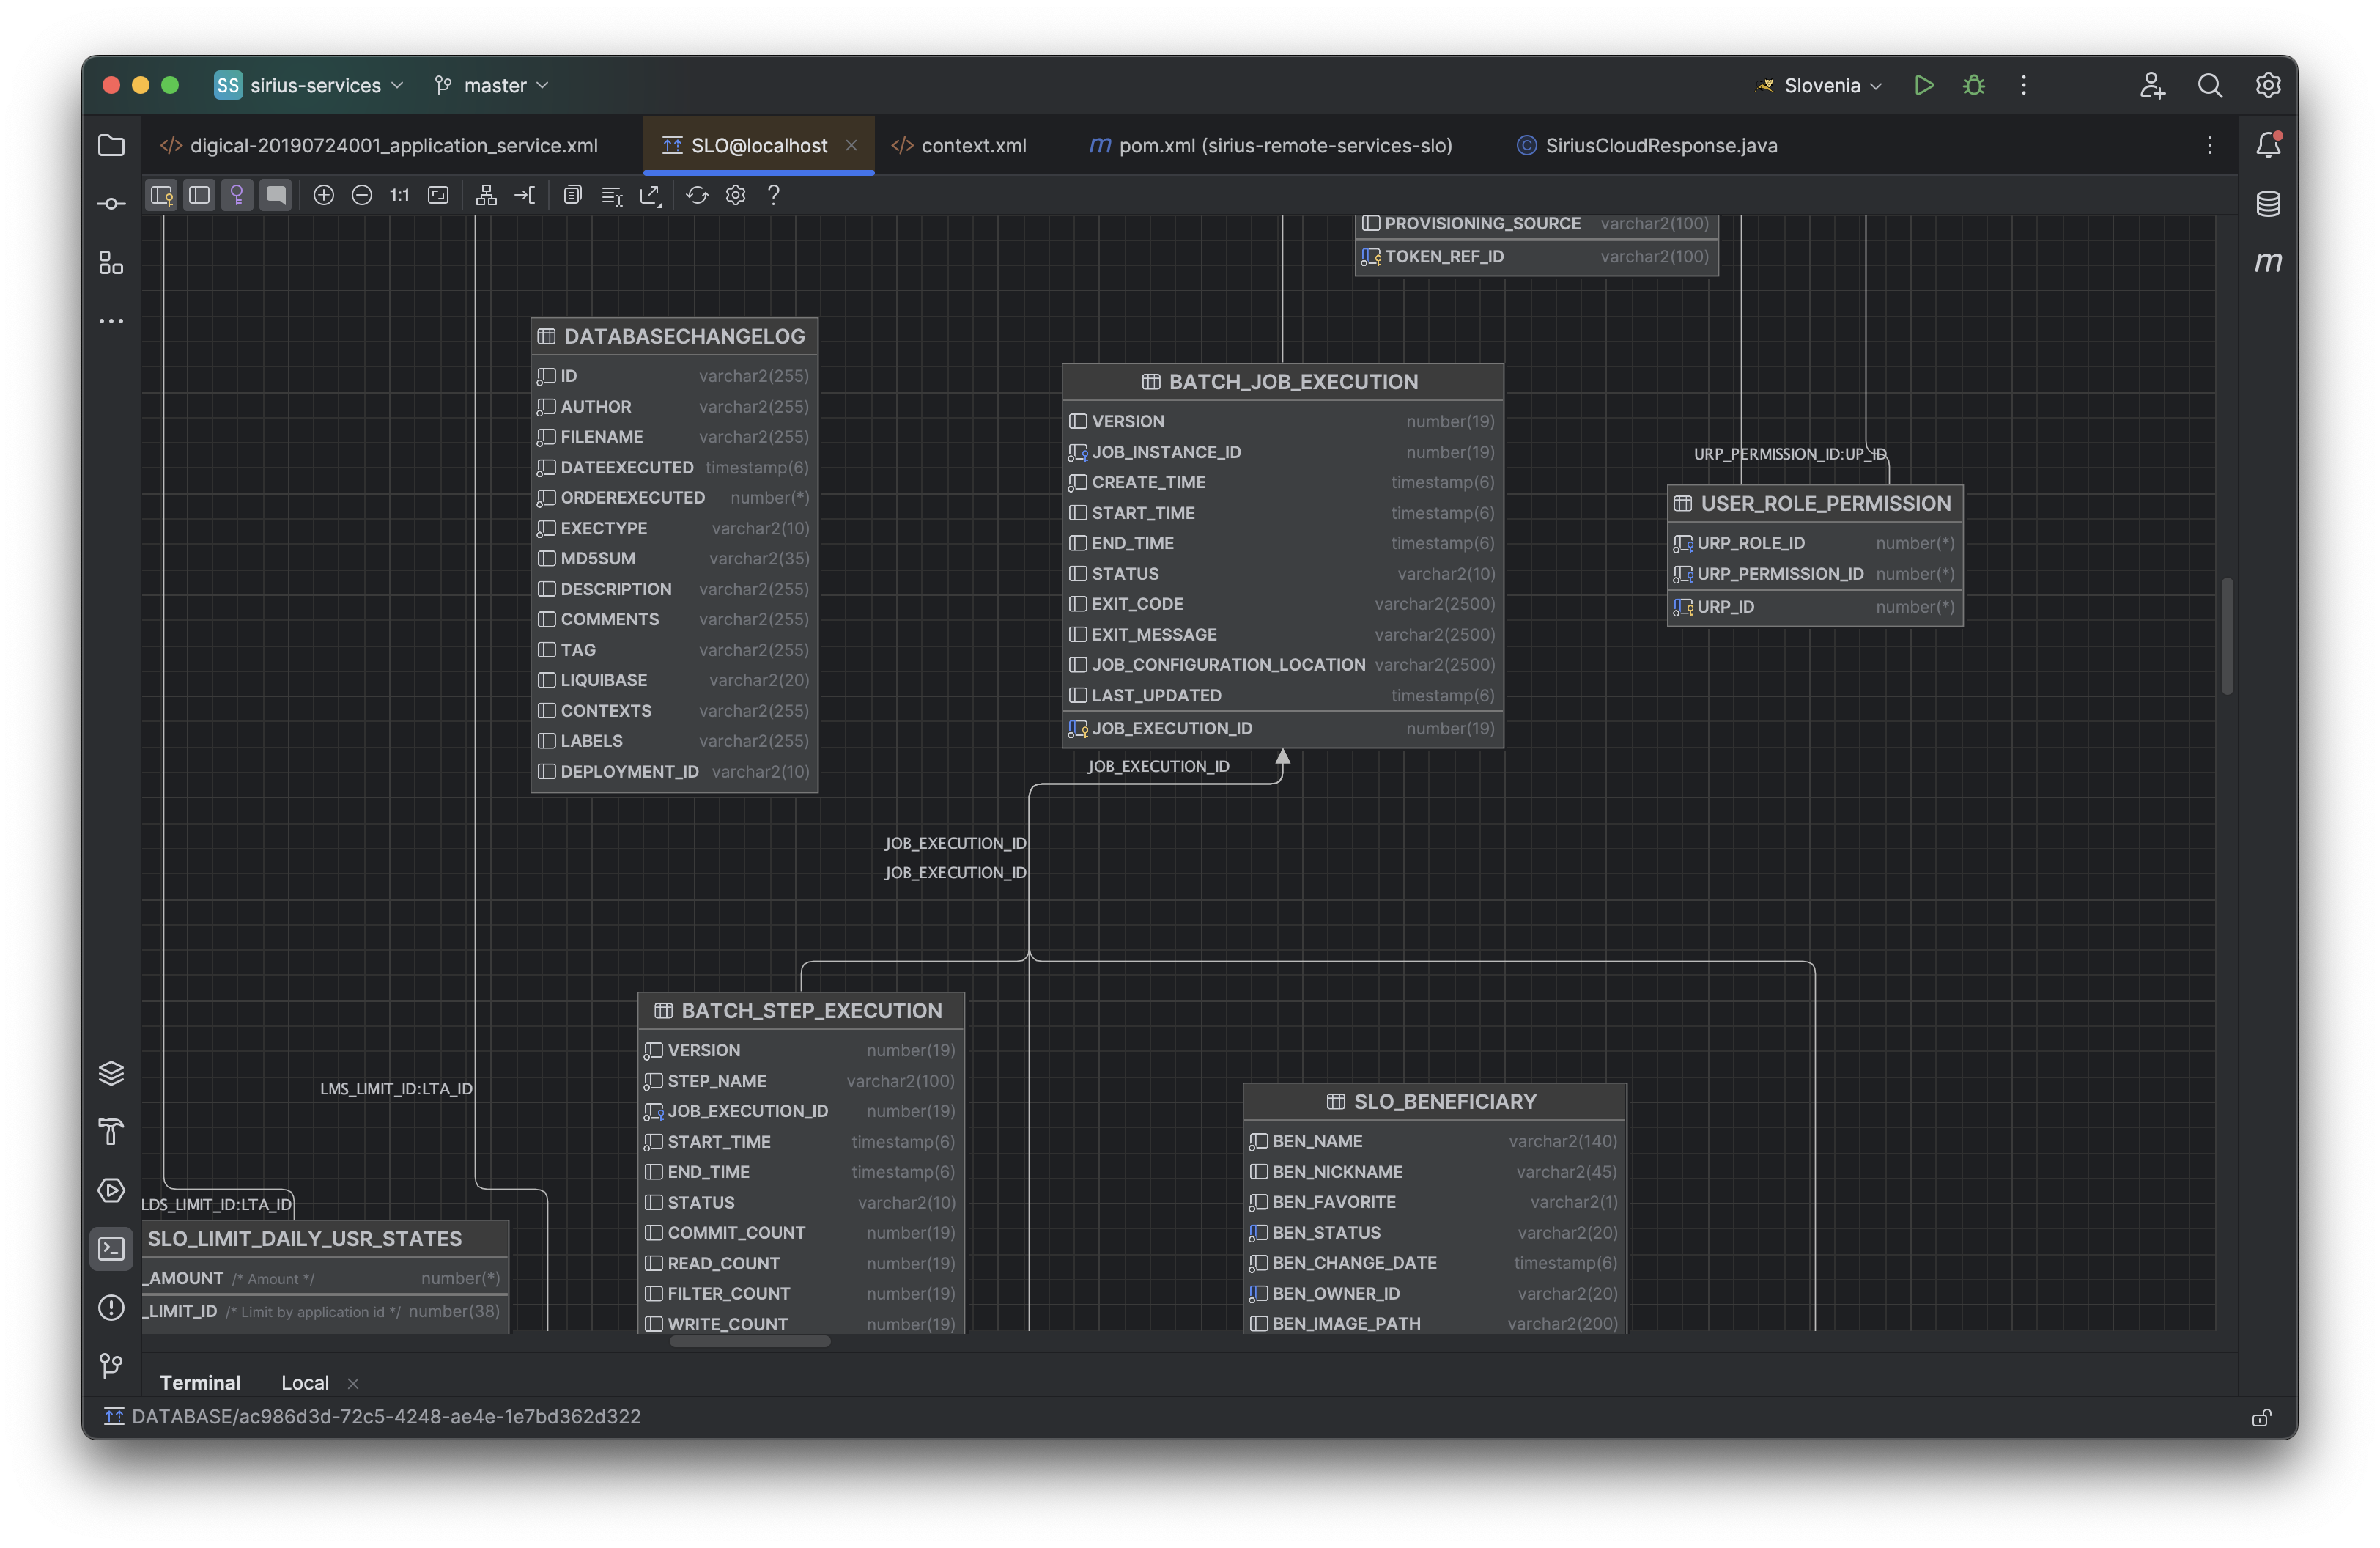 SS sirius-services master Slovenia
digical-20190724001_application_service.xml SLO@localhost context.xml m pom.xml (sirius-remote-services-slo) C SiriusCloudResponse.java
1:1 ?
m
PROVISIONING_SOURCE varchar2(100)
TOKEN_REF_ID varchar2(100)
DATABASECHANGELOG
ID varchar2(255)
AUTHOR varchar2(255)
FILENAME varchar2(255)
DATEEXECUTED timestamp(6)
ORDEREXECUTED number(*)
EXECTYPE varchar2(10)
MD5SUM varchar2(35)
DESCRIPTION varchar2(255)
COMMENTS varchar2(255)
TAG varchar2(255)
LIQUIBASE varchar2(20)
CONTEXTS varchar2(255)
LABELS varchar2(255)
DEPLOYMENT_ID varchar2(10)
BATCH_JOB_EXECUTION
VERSION number(19)
JOB_INSTANCE_ID number(19)
CREATE_TIME timestamp(6)
START_TIME timestamp(6)
END_TIME timestamp(6)
STATUS varchar2(10)
EXIT_CODE varchar2(2500)
EXIT_MESSAGE varchar2(2500)
JOB_CONFIGURATION_LOCATION varchar2(2500)
LAST_UPDATED timestamp(6)
JOB_EXECUTION_ID number(19)
URP_PERMISSION_ID:UP_ID
USER_ROLE_PERMISSION
URP_ROLE_ID number(*)
URP_PERMISSION_ID number(*)
URP_ID number(*)
JOB_EXECUTION_ID
JOB_EXECUTION_ID
JOB_EXECUTION_ID
LMS_LIMIT_ID:LTA_ID
LDS_LIMIT_ID:LTA_ID
SLO_LIMIT_DAILY_USR_STATES
_AMOUNT /* Amount */ number(*)
_LIMIT_ID /* Limit by application id */ number(38)
BATCH_STEP_EXECUTION
VERSION number(19)
STEP_NAME varchar2(100)
JOB_EXECUTION_ID number(19)
START_TIME timestamp(6)
END_TIME timestamp(6)
STATUS varchar2(10)
COMMIT_COUNT number(19)
READ_COUNT number(19)
FILTER_COUNT number(19)
WRITE_COUNT number(19)
SLO_BENEFICIARY
BEN_NAME varchar2(140)
BEN_NICKNAME varchar2(45)
BEN_FAVORITE varchar2(1)
BEN_STATUS varchar2(20)
BEN_CHANGE_DATE timestamp(6)
BEN_OWNER_ID varchar2(20)
BEN_IMAGE_PATH varchar2(200)
Terminal Local
DATABASE/ac986d3d-72c5-4248-ae4e-1e7bd362d322